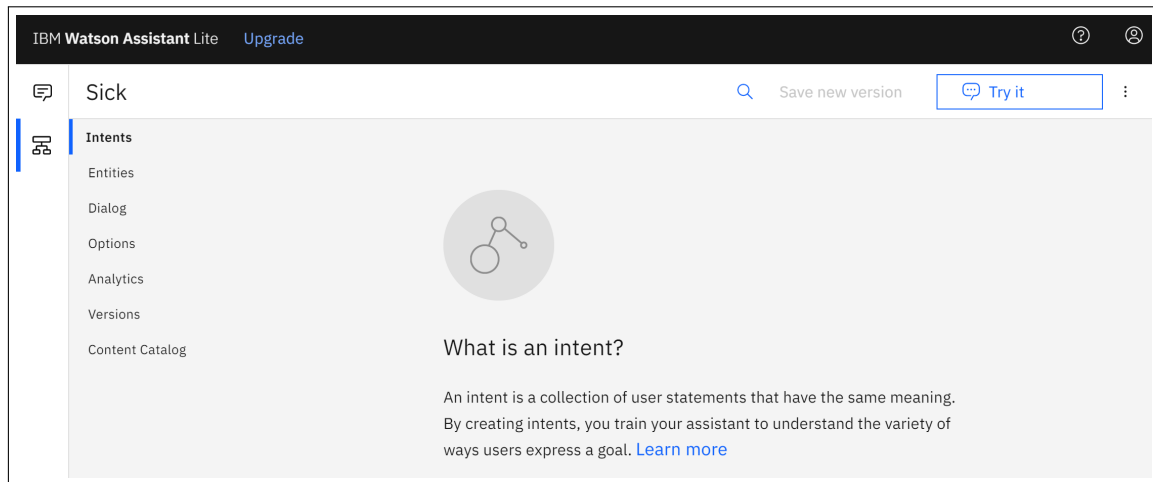 IBM Watson Assistant Lite Upgrade
Sick Save new version Try it
Intents
Entities
Dialog
Options
Analytics
Versions
Content Catalog
What is an intent?
An intent is a collection of user statements that have the same meaning.
By creating intents, you train your assistant to understand the variety of
ways users express a goal. Learn more